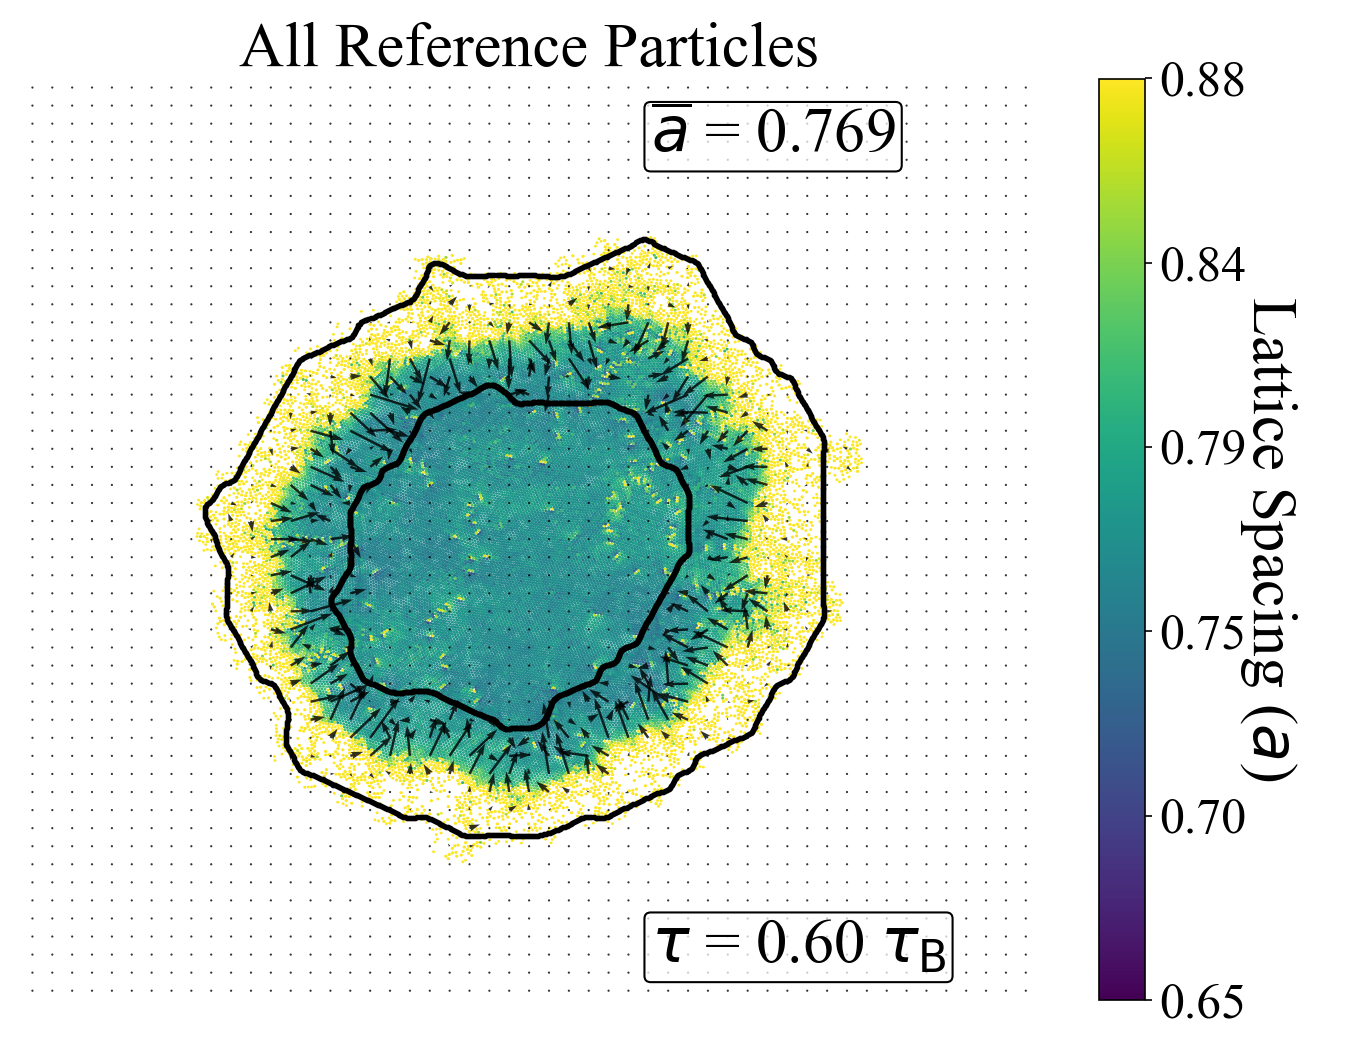 All Reference Particles
a̅ = 0.769
τ = 0.60 τB
0.88
0.84
0.79
0.75
0.70
0.65
Lattice Spacing (a)